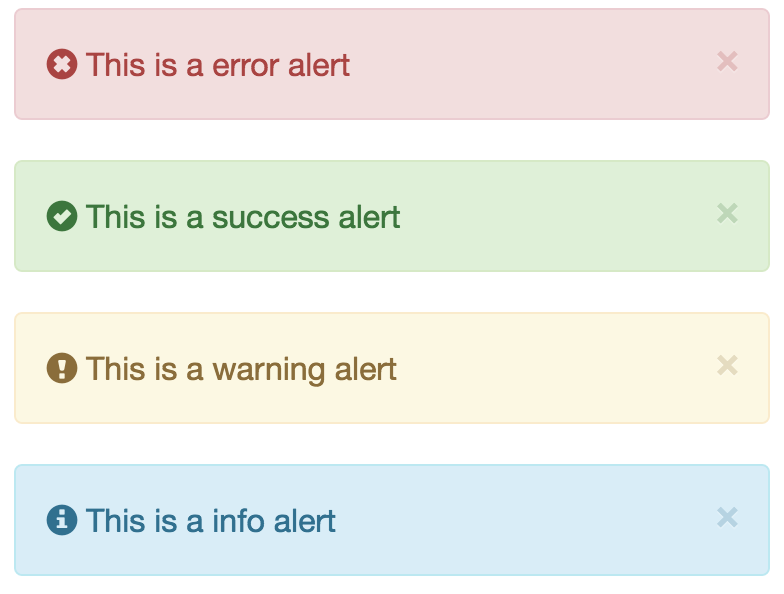 This is a error alert
This is a success alert
This is a warning alert
This is a info alert